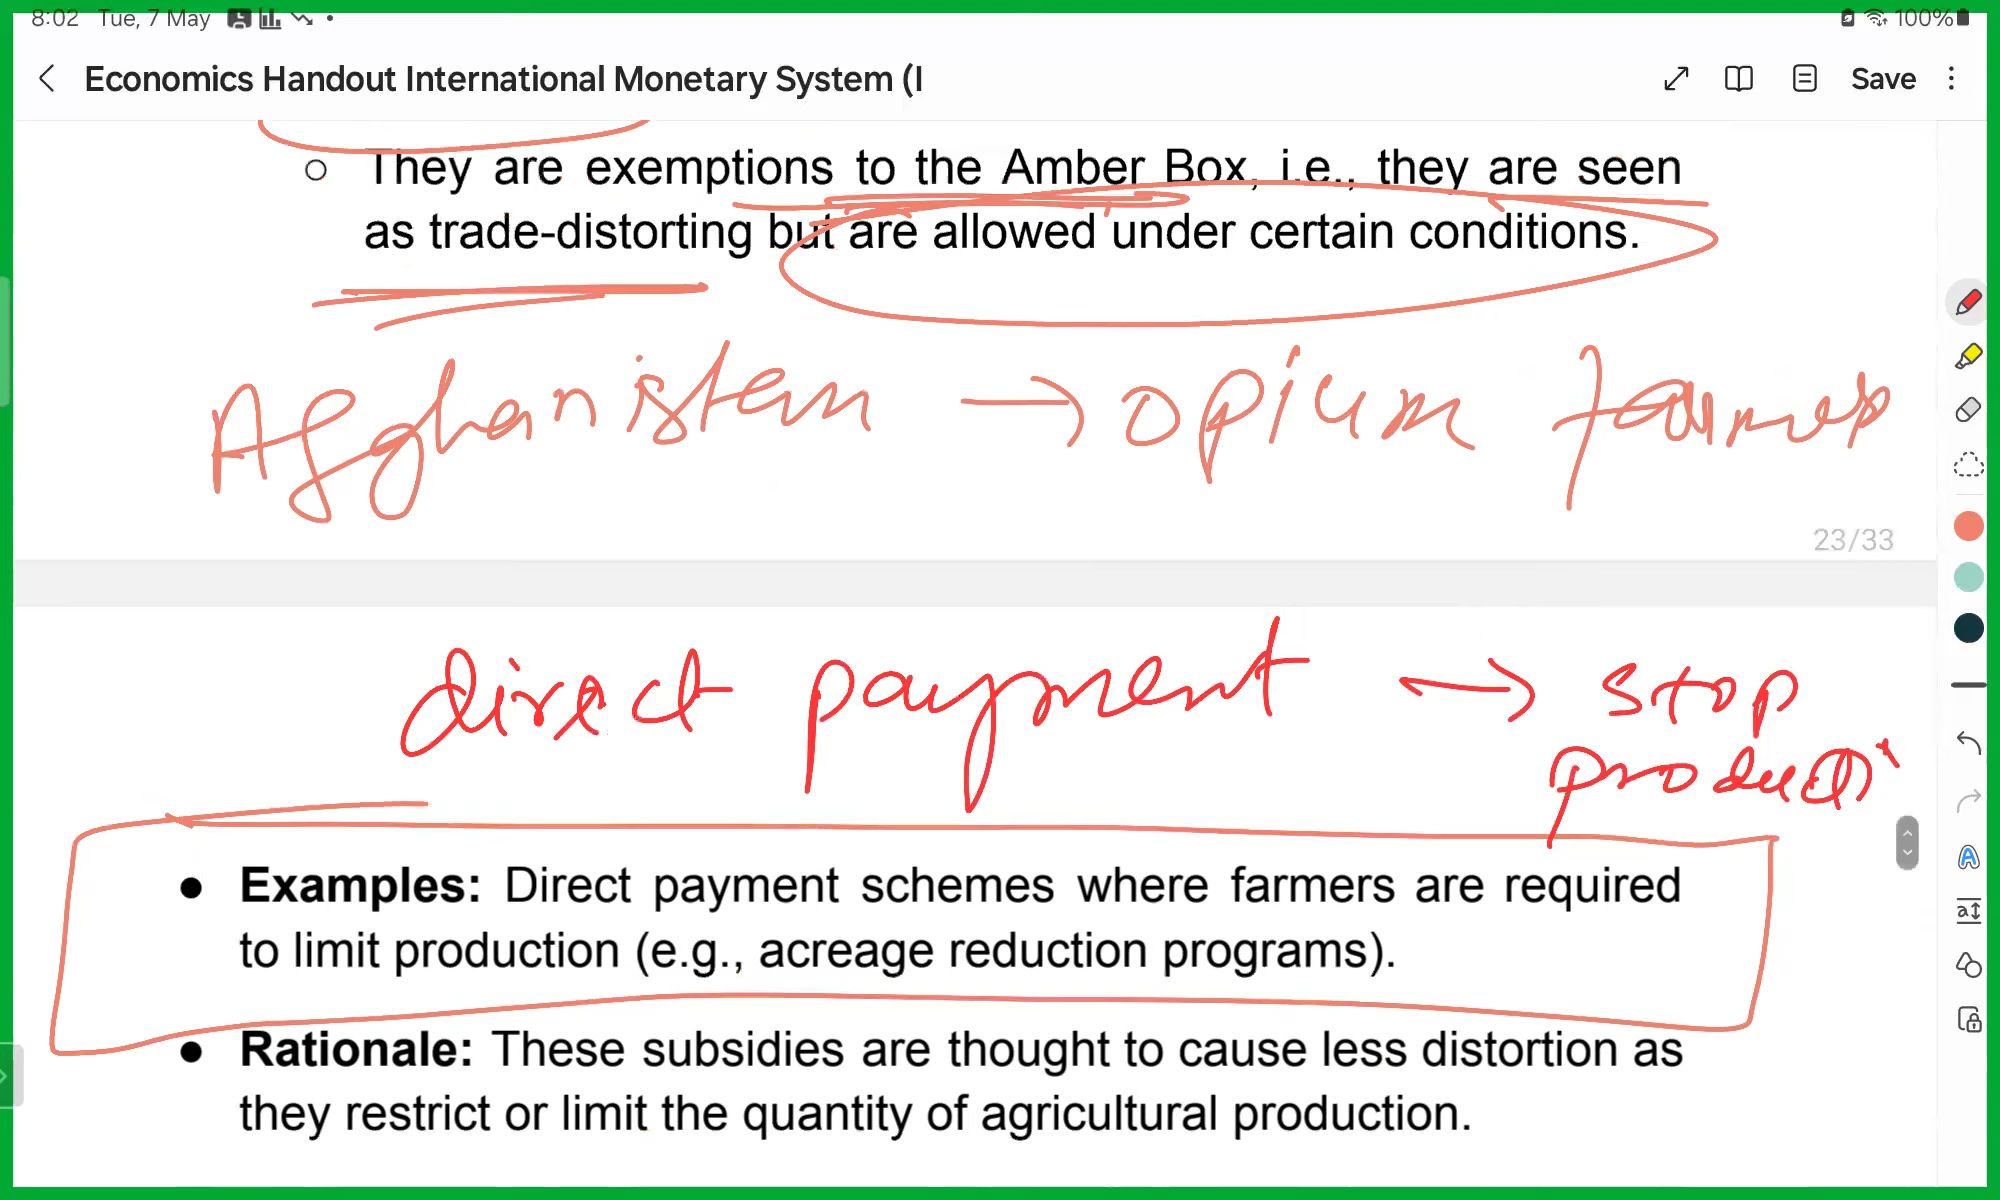 8:02 Tue, 7 May 100%
Economics Handout International Monetary System (I
Save
They are exemptions to the Amber Box, i.e., they are seen
as trade-distorting but are allowed under certain conditions.
Afghanistan → opium farmers
23/33
direct payment → stop
producti
Examples: Direct payment schemes where farmers are required
to limit production (e.g., acreage reduction programs).
Rationale: These subsidies are thought to cause less distortion as
they restrict or limit the quantity of agricultural production.